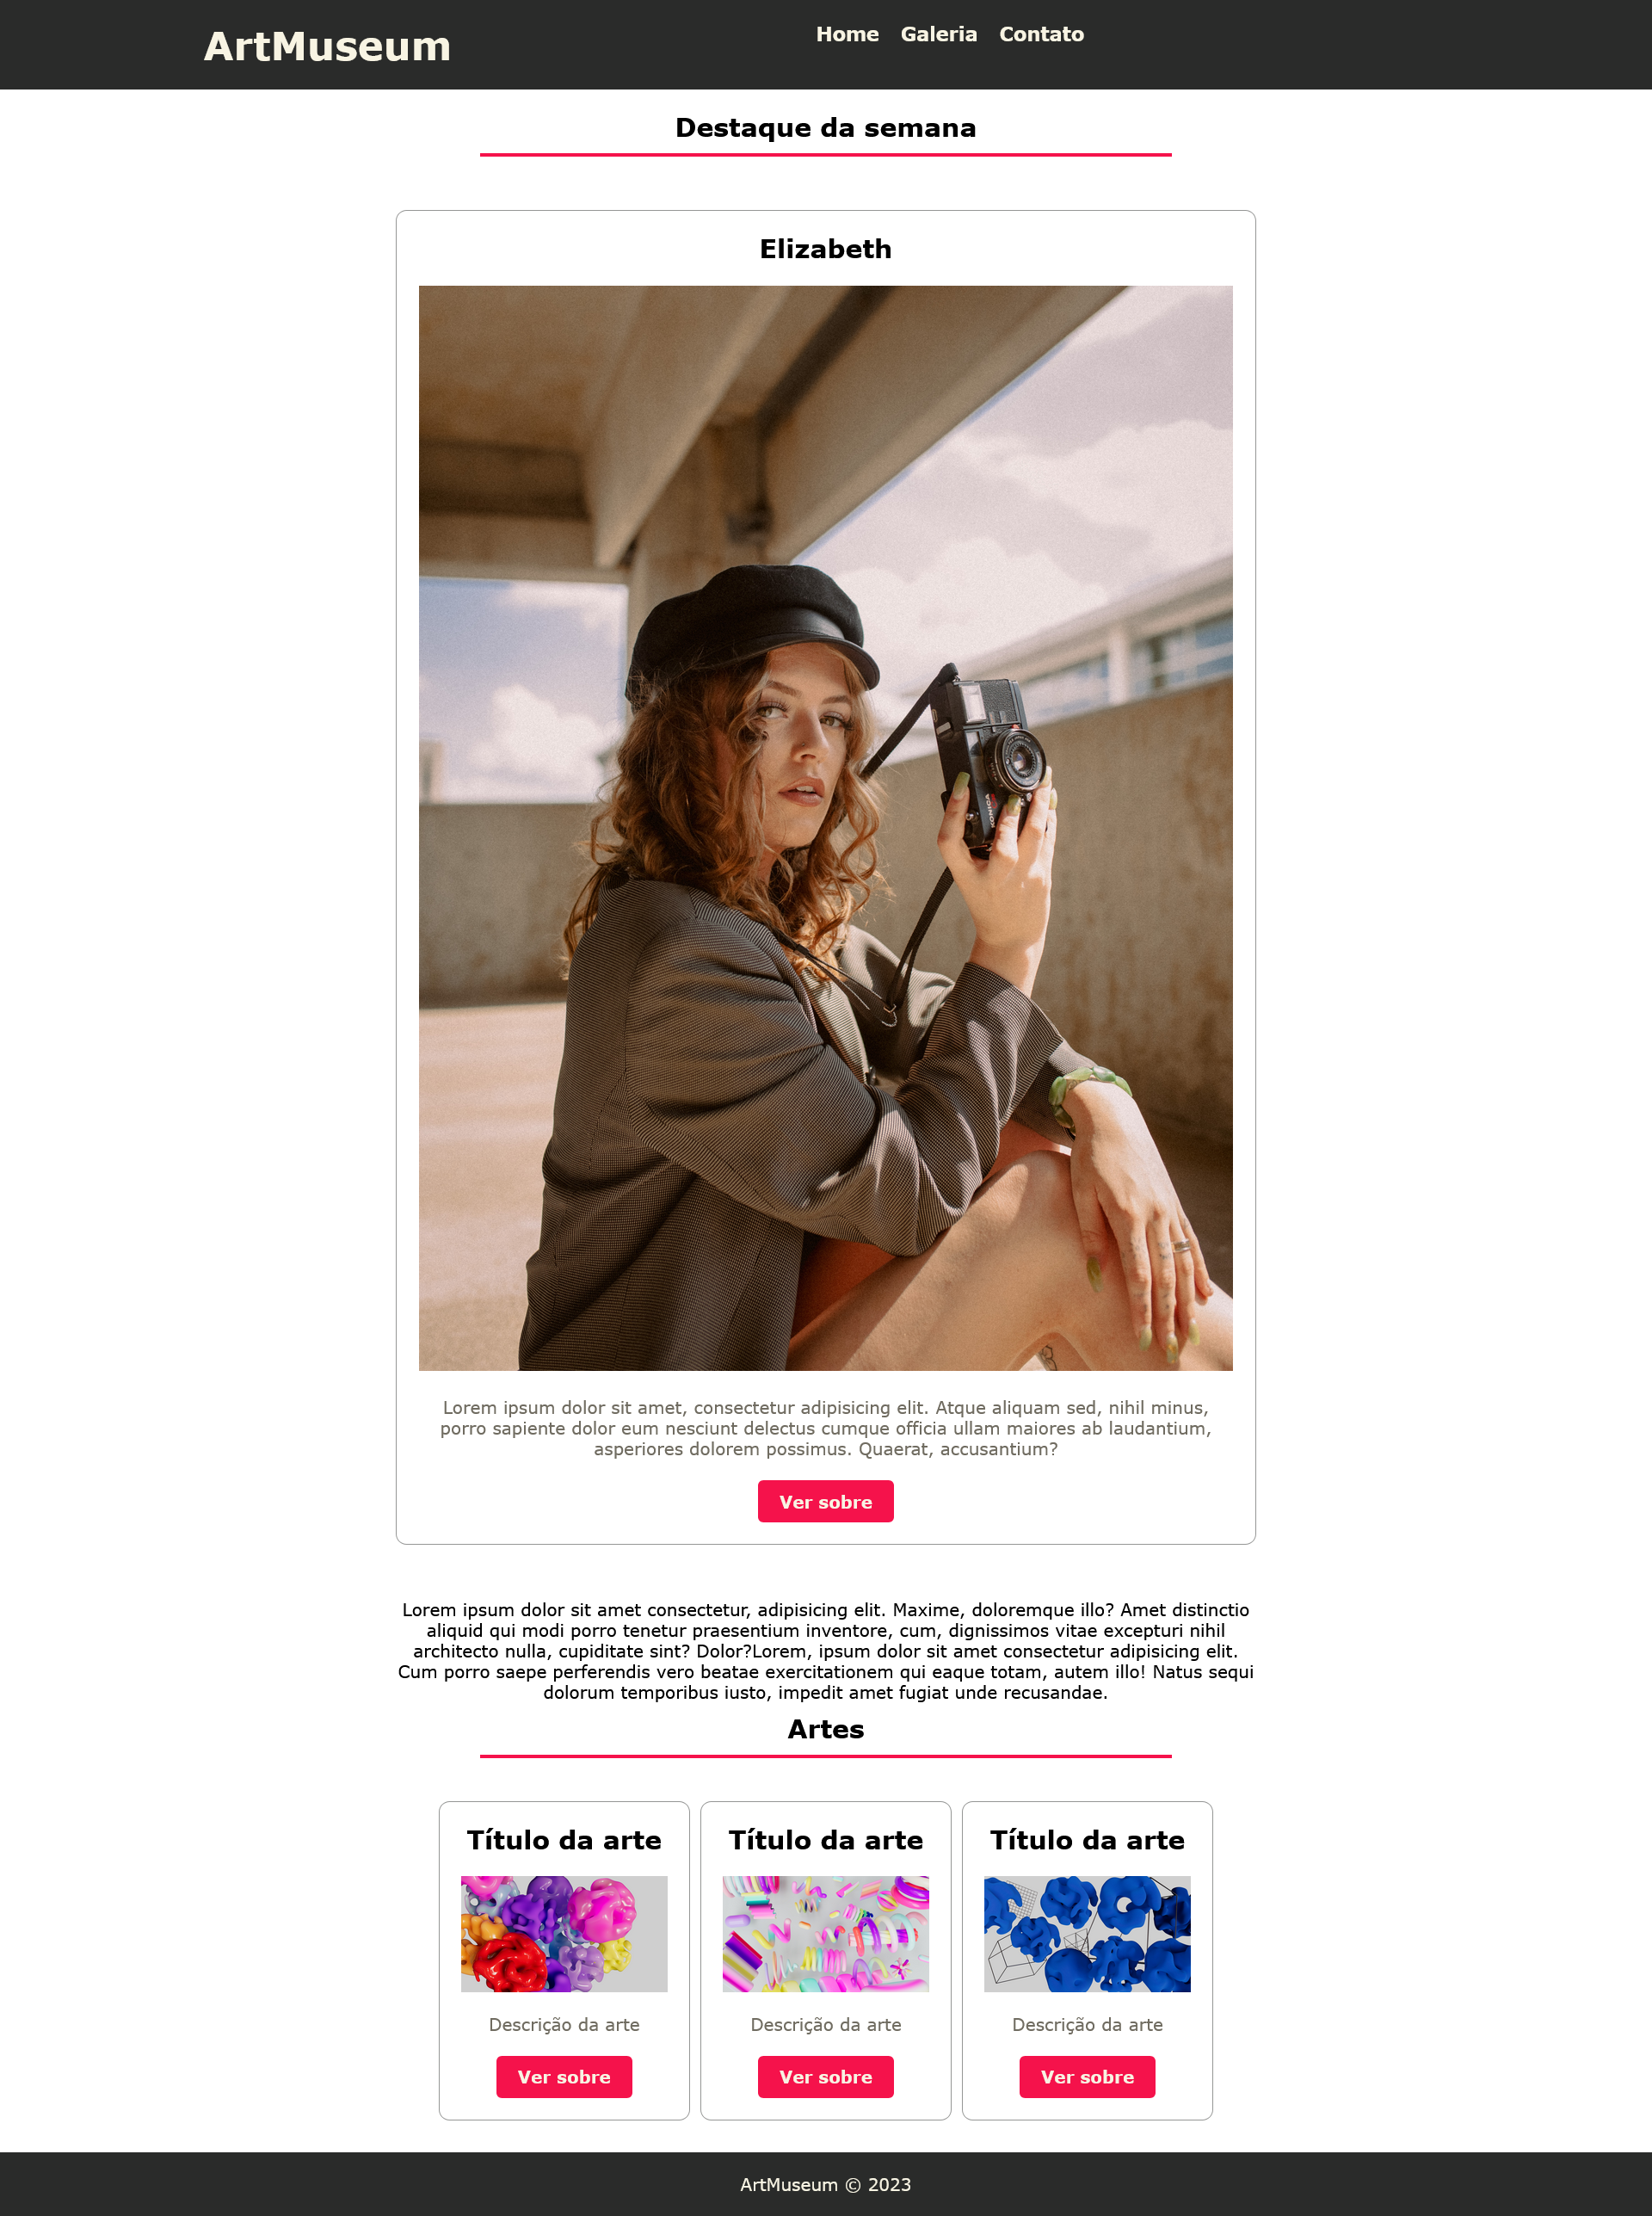 ArtMuseum
Home Galeria Contato
Destaque da semana
Elizabeth
KONICA
Lorem ipsum dolor sit amet, consectetur adipisicing elit. Atque aliquam sed, nihil minus,
porro sapiente dolor eum nesciunt delectus cumque officia ullam maiores ab laudantium,
asperiores dolorem possimus. Quaerat, accusantium?
Ver sobre
Lorem ipsum dolor sit amet consectetur, adipisicing elit. Maxime, doloremque illo? Amet distinctio
aliquid qui modi porro tenetur praesentium inventore, cum, dignissimos vitae excepturi nihil
architecto nulla, cupiditate sint? Dolor?Lorem, ipsum dolor sit amet consectetur adipisicing elit.
Cum porro saepe perferendis vero beatae exercitationem qui eaque totam, autem illo! Natus sequi
dolorum temporibus iusto, impedit amet fugiat unde recusandae.
Artes
Título da arte
Descrição da arte
Ver sobre
Título da arte
Descrição da arte
Ver sobre
Título da arte
Descrição da arte
Ver sobre
ArtMuseum © 2023